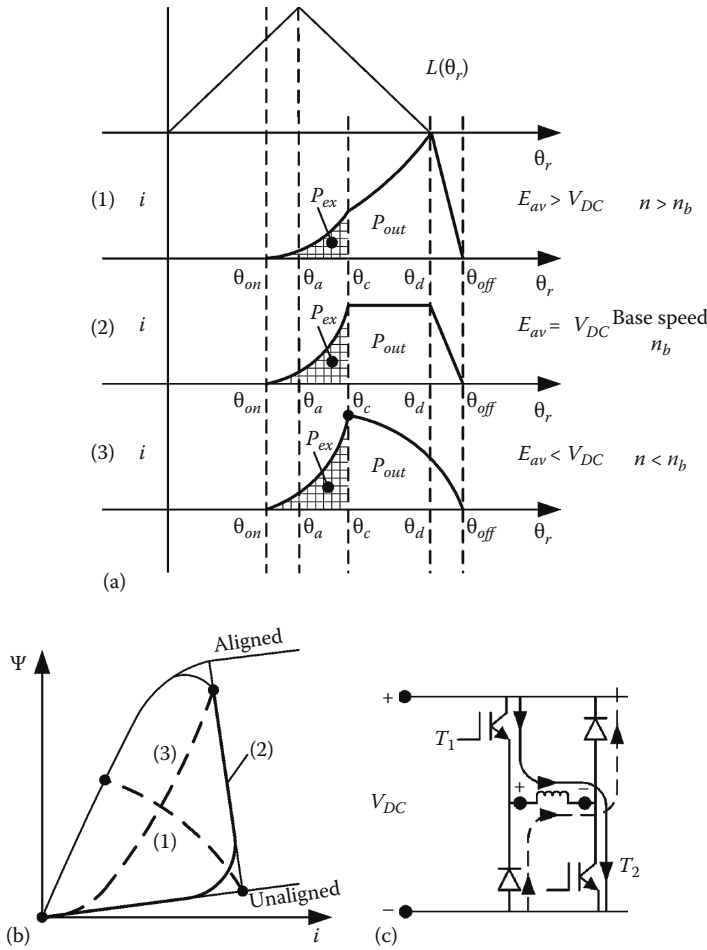 L(θr)
θr
(1) i Pex Pout Eav > VDC n > nb
θon θa θc θd θoff θr
(2) i Pex Pout Eav = VDC Base speed
nb
θon θa θc θd θoff θr
(3) i Pex Pout Eav < VDC n < nb
θon θa θc θd θoff θr
(a)
Ψ
Aligned
(3)
(2)
(1)
Unaligned
i
(b)
+
T1
+ −
VDC
T2
−
(c)